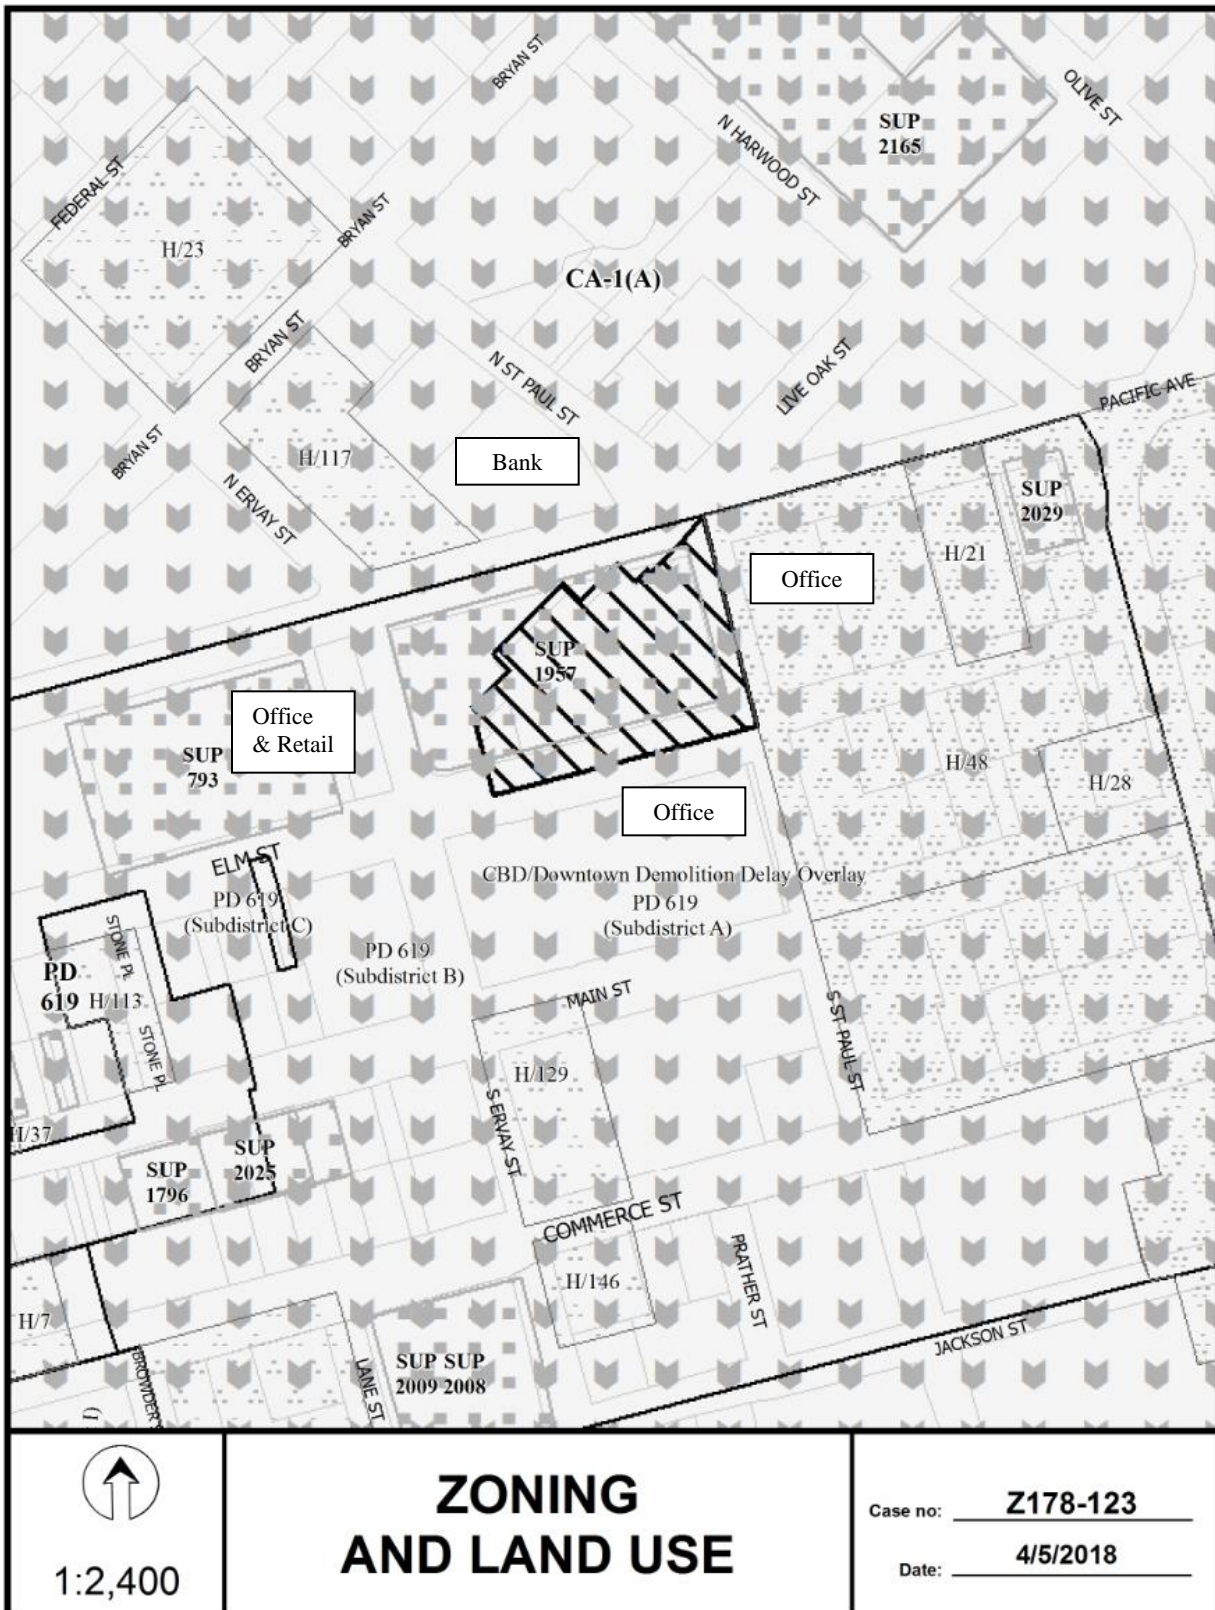 BRYAN ST
OLIVE ST
SUP
2165
N HARWOOD ST
FEDERAL ST
BRYAN ST
H/23
CA-1(A)
BRYAN ST
N ST PAUL ST
LIVE OAK ST
PACIFIC AVE
BRYAN ST
H/117
Bank
N ERVAY ST
SUP
2029
H/21
Office
SUP
1957
Office
& Retail
SUP
793
H/48
H/28
Office
ELM ST
CBD/Downtown Demolition Delay Overlay
PD 619
(Subdistrict A)
PD 619
(Subdistrict C)
PD 619
(Subdistrict B)
STONE PL
PD
619
H/113
MAIN ST
S ST PAUL ST
STONE PL
H/129
S ERVAY ST
H/37
SUP
2025
SUP
1796
COMMERCE ST
PRATHER ST
H/146
H/7
JACKSON ST
BROWDER
LANE ST
SUP SUP
2009 2008
1:2,400
ZONING
AND LAND USE
Case no: Z178-123
Date: 4/5/2018